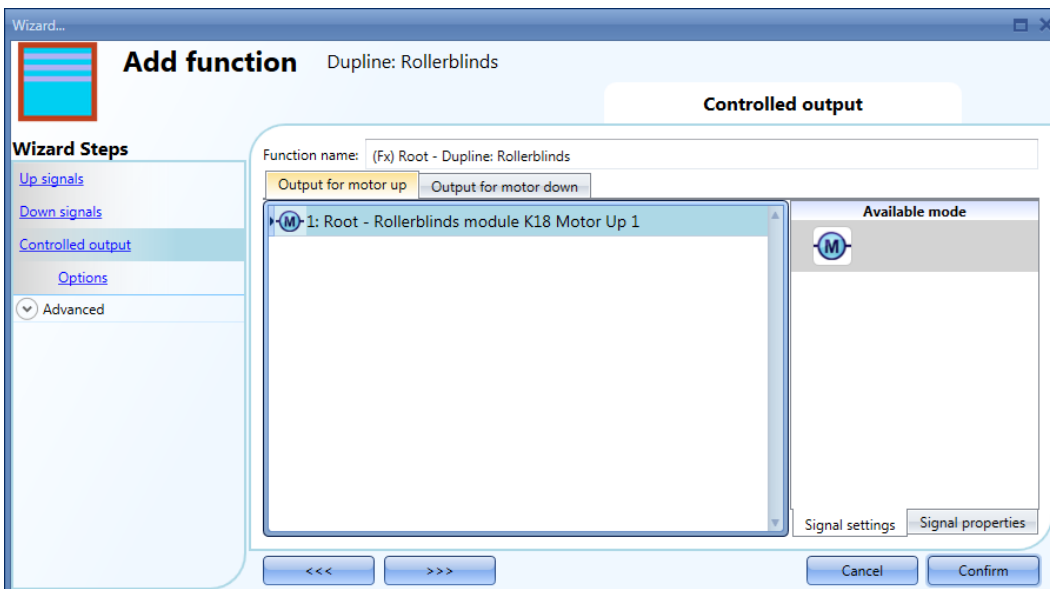 Wizard...
Add function Dupline: Rollerblinds
Controlled output
Wizard Steps
Up signals
Down signals
Controlled output
Options
Advanced
Function name: (Fx) Root - Dupline: Rollerblinds
Output for motor up Output for motor down
M 1: Root - Rollerblinds module K18 Motor Up 1
Available mode
M
Signal settings Signal properties
<<< >>> Cancel Confirm